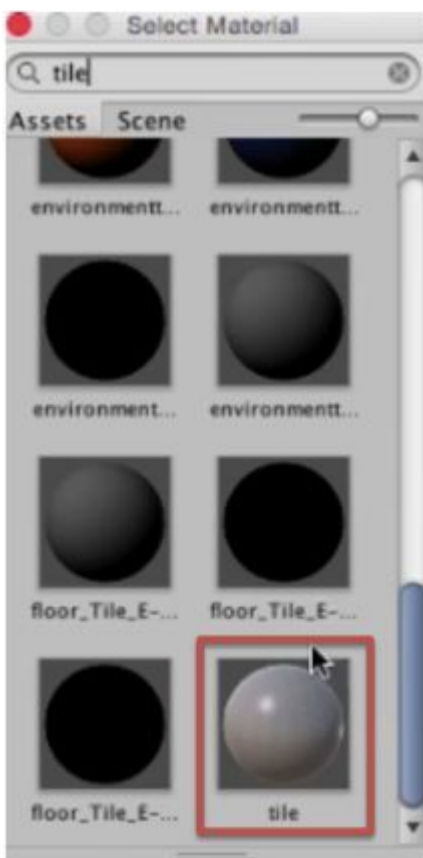 Select Material
tile
Assets Scene
environmentt... environmentt...
environment... environmentt...
floor_Tile_E-... floor_Tile_E-...
floor_Tile_E-... tile